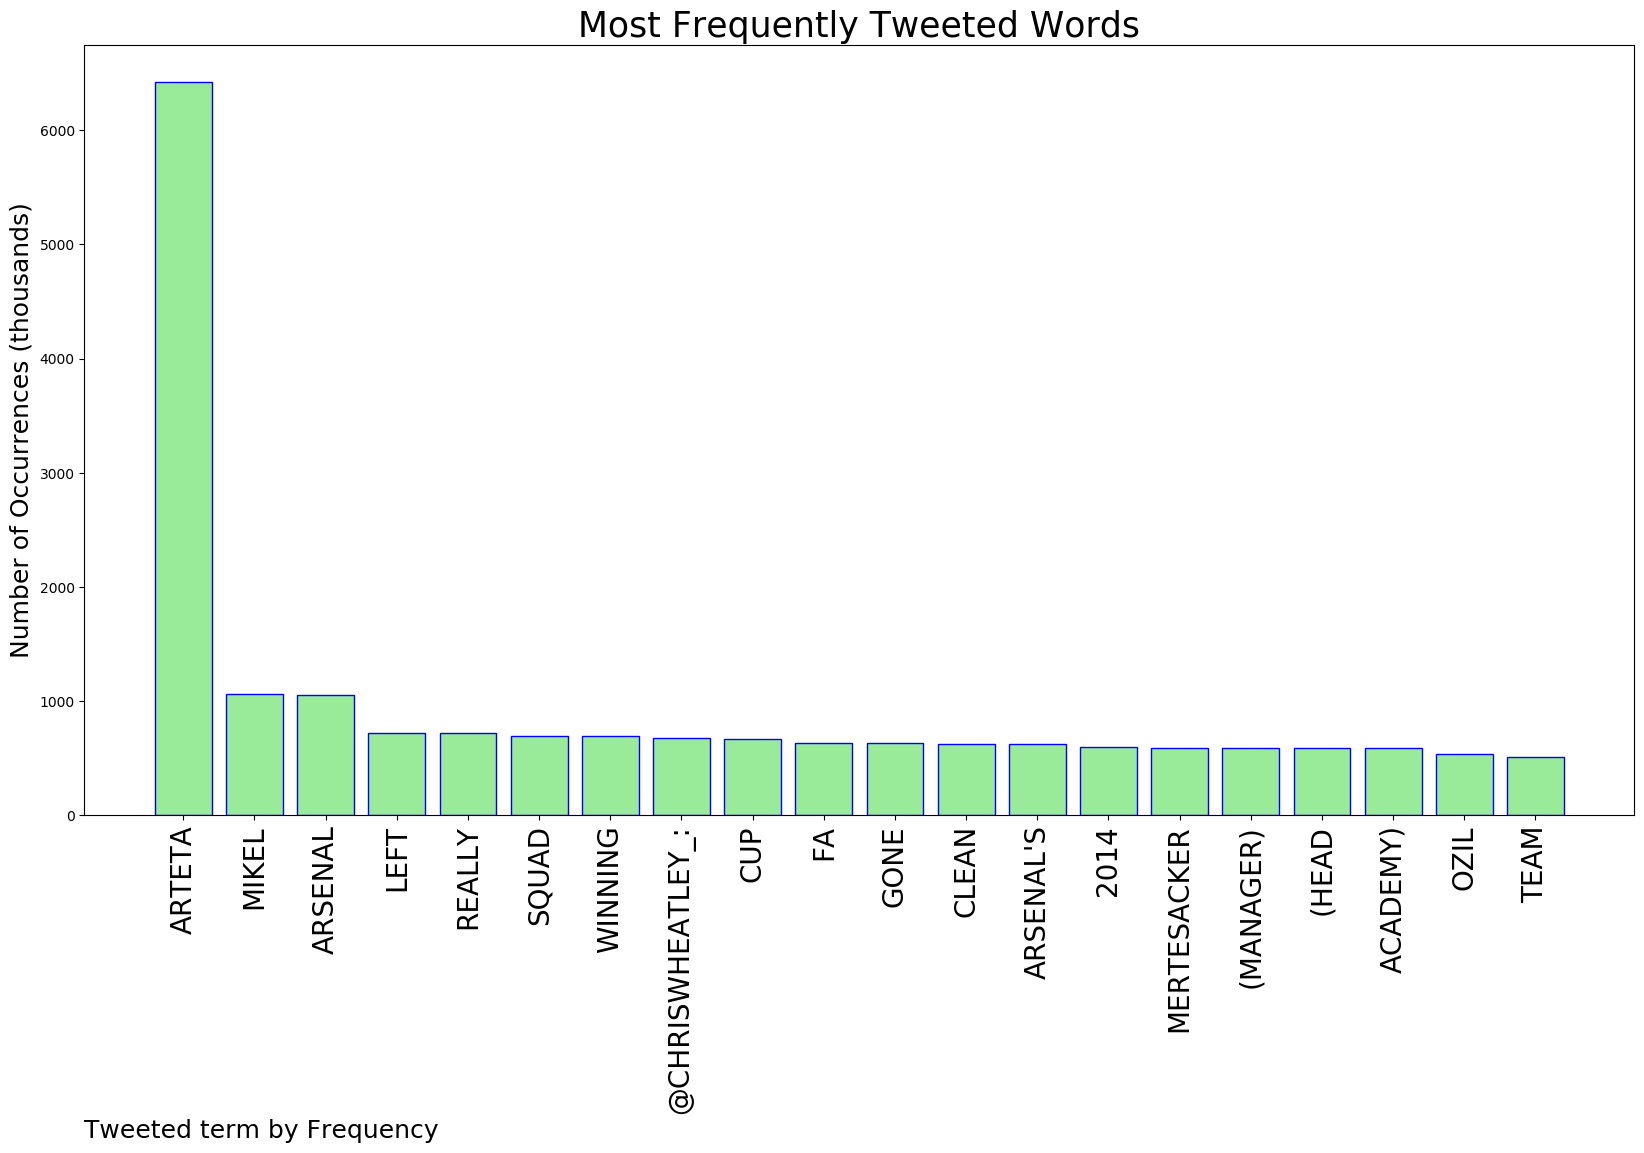 Most Frequently Tweeted Words
Number of Occurrences (thousands)
6000
5000
4000
3000
2000
1000
0
ARTETA
MIKEL
ARSENAL
LEFT
REALLY
SQUAD
WINNING
@CHRISWHEATLEY_:
CUP
FA
GONE
CLEAN
ARSENAL'S
2014
MERTESACKER
(MANAGER)
(HEAD
ACADEMY)
OZIL
TEAM
Tweeted term by Frequency